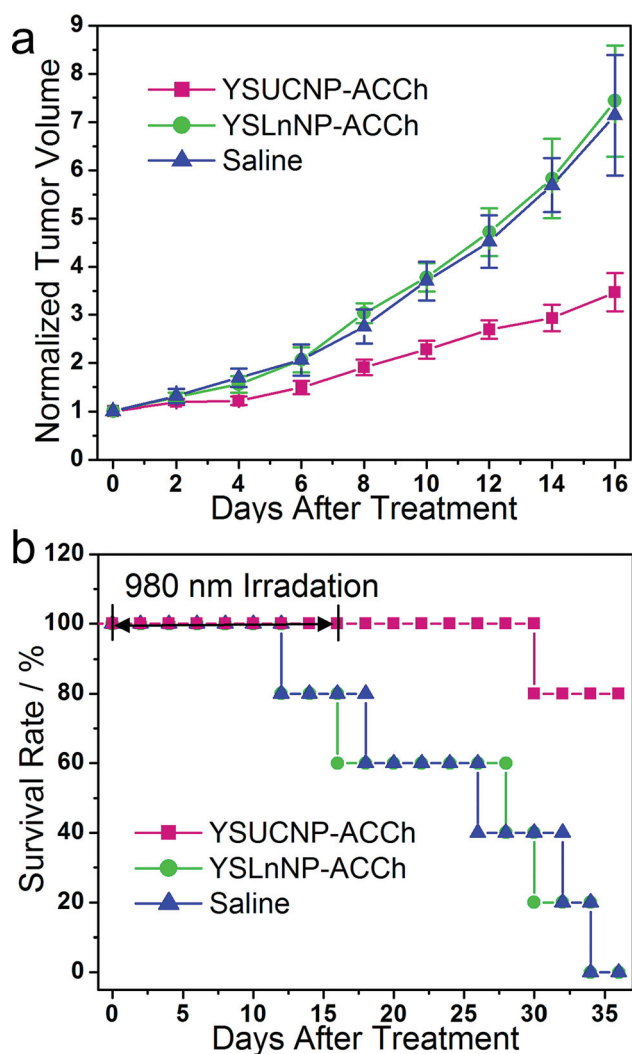 a
Normalized Tumor Volume
9
8
7
6
5
4
3
2
1
0
YSUCNP-ACCh
YSLnNP-ACCh
Saline
0 2 4 6 8 10 12 14 16
Days After Treatment
b
Survival Rate / %
120
100
80
60
40
20
0
980 nm Irradation
YSUCNP-ACCh
YSLnNP-ACCh
Saline
0 5 10 15 20 25 30 35
Days After Treatment